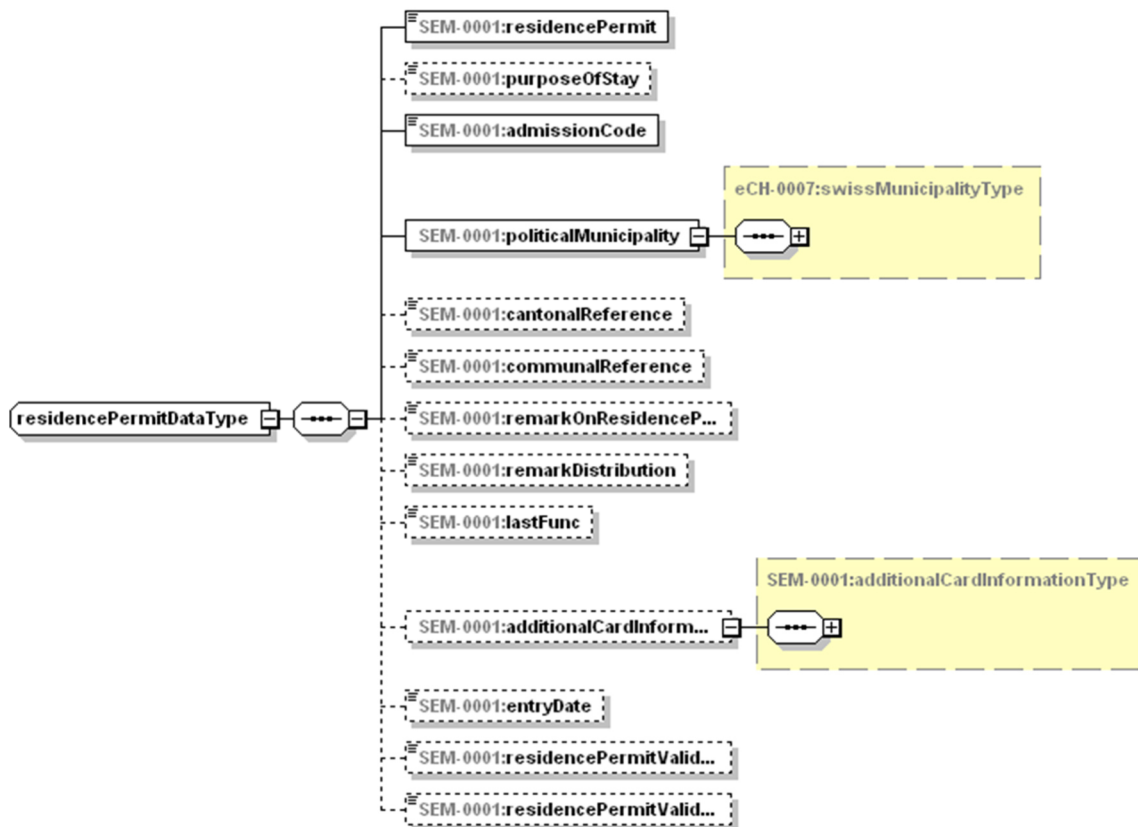 SEM-0001:residencePermit
SEM-0001:purposeOfStay
SEM-0001:admissionCode
eCH-0007:swissMunicipalityType
SEM-0001:politicalMunicipality
SEM-0001:cantonalReference
SEM-0001:communalReference
residencePermitDataType
SEM-0001:remarkOnResidenceP...
SEM-0001:remarkDistribution
SEM-0001:lastFunc
SEM-0001:additionalCardInformationType
SEM-0001:additionalCardInform...
SEM-0001:entryDate
SEM-0001:residencePermitValid...
SEM-0001:residencePermitValid...